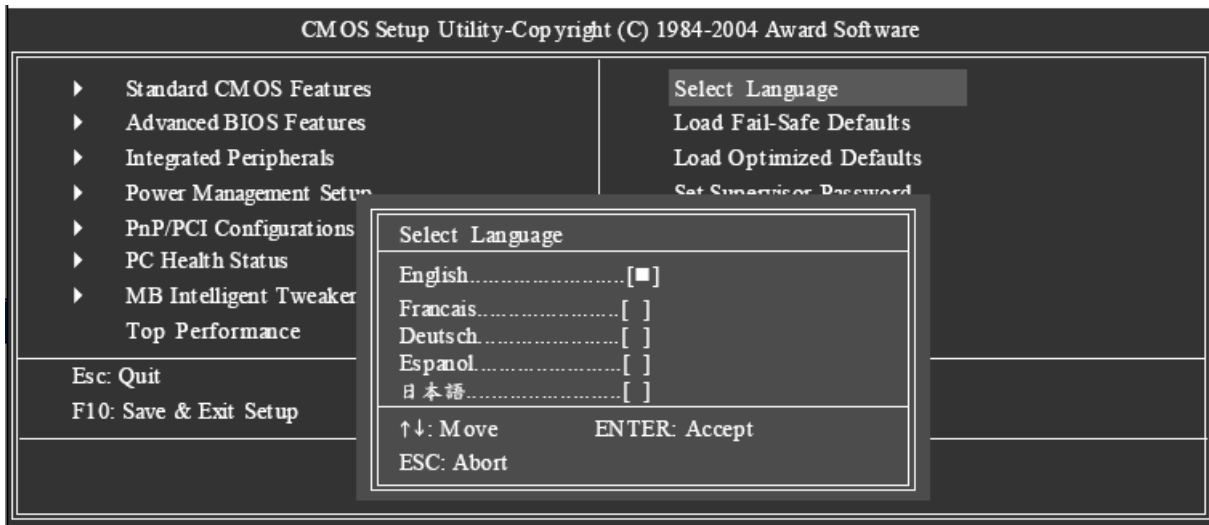 CMOS Setup Utility-Copyright (C) 1984-2004 Award Software
Standard CMOS Features
Advanced BIOS Features
Integrated Peripherals
Power Management Setup
PnP/PCI Configurations
PC Health Status
MB Intelligent Tweaker
Top Performance
Select Language
Load Fail-Safe Defaults
Load Optimized Defaults
Set Supervisor Password
Select Language
English.........................[■]
Francais.......................[ ]
Deutsch.......................[ ]
Espanol........................[ ]
日本語.........................[ ]
↑↓: Move ENTER: Accept
ESC: Abort
Esc: Quit
F10: Save & Exit Setup